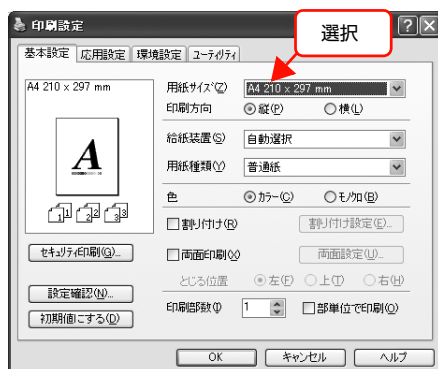 印刷設定
選択
基本設定 応用設定 環境設定 ユーティリティ
A4 210 x 297 mm
用紙サイズ(Z) A4 210 x 297 mm
印刷方向 縦(P) 横(L)
給紙装置(S) 自動選択
用紙種類(Y) 普通紙
A
色 カラー(C) モノクロ(B)
1 1 2 2 3 3
割り付け(R) 割り付け設定(E)...
セキュリティ印刷(G)...
両面印刷(X) 両面設定(U)...
とじる位置 左(F) 上(T) 右(H)
設定確認(N)...
印刷部数(I) 1 部単位で印刷(O)
初期値にする(D)
OK キャンセル ヘルプ